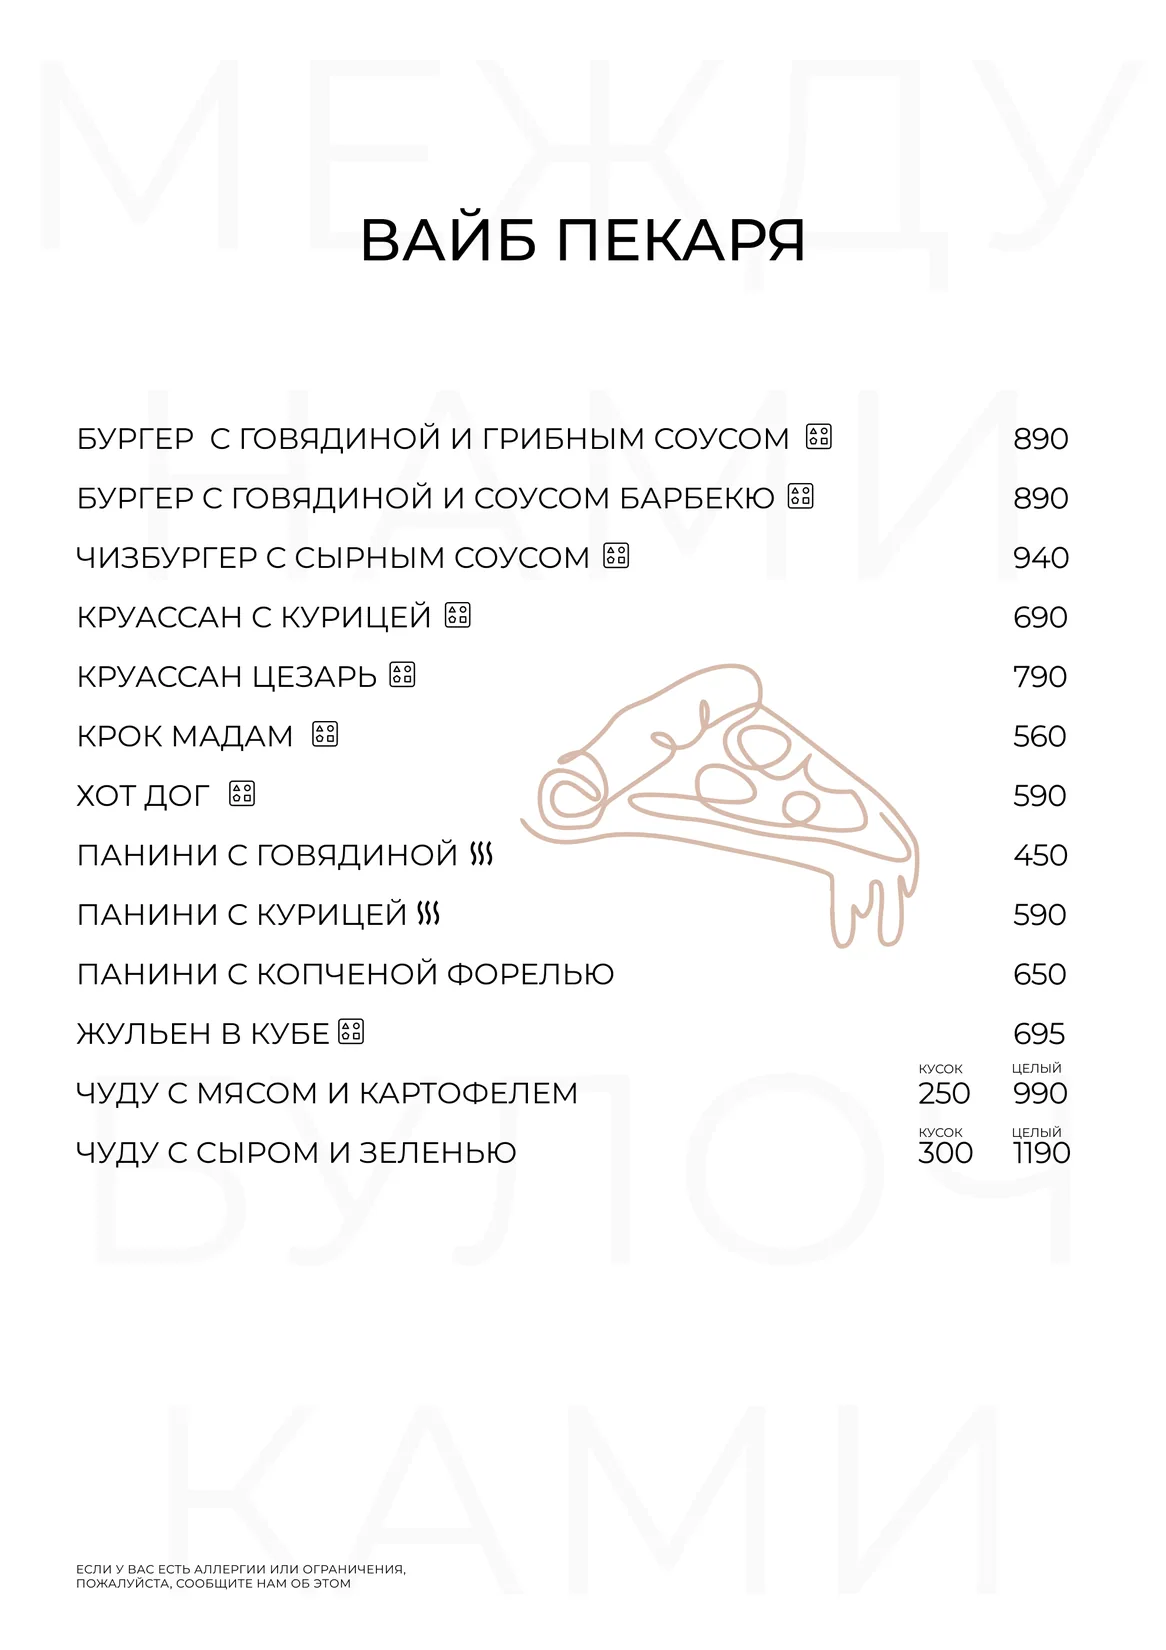 МЕЖДУ
ВАЙБ ПЕКАРЯ
НАМИ
БУРГЕР С ГОВЯДИНОЙ И ГРИБНЫМ СОУСОМ 890
БУРГЕР С ГОВЯДИНОЙ И СОУСОМ БАРБЕКЮ 890
ЧИЗБУРГЕР С СЫРНЫМ СОУСОМ 940
КРУАССАН С КУРИЦЕЙ 690
КРУАССАН ЦЕЗАРЬ 790
КРОК МАДАМ 560
ХОТ ДОГ 590
ПАНИНИ С ГОВЯДИНОЙ 450
ПАНИНИ С КУРИЦЕЙ 590
ПАНИНИ С КОПЧЕНОЙ ФОРЕЛЬЮ 650
ЖУЛЬЕН В КУБЕ 695
КУСОК ЦЕЛЫЙ
ЧУДУ С МЯСОМ И КАРТОФЕЛЕМ 250 990
КУСОК ЦЕЛЫЙ
ЧУДУ С СЫРОМ И ЗЕЛЕНЬЮ 300 1190
БУЛОЧ
КАМИ
ЕСЛИ У ВАС ЕСТЬ АЛЛЕРГИИ ИЛИ ОГРАНИЧЕНИЯ,
ПОЖАЛУЙСТА, СООБЩИТЕ НАМ ОБ ЭТОМ